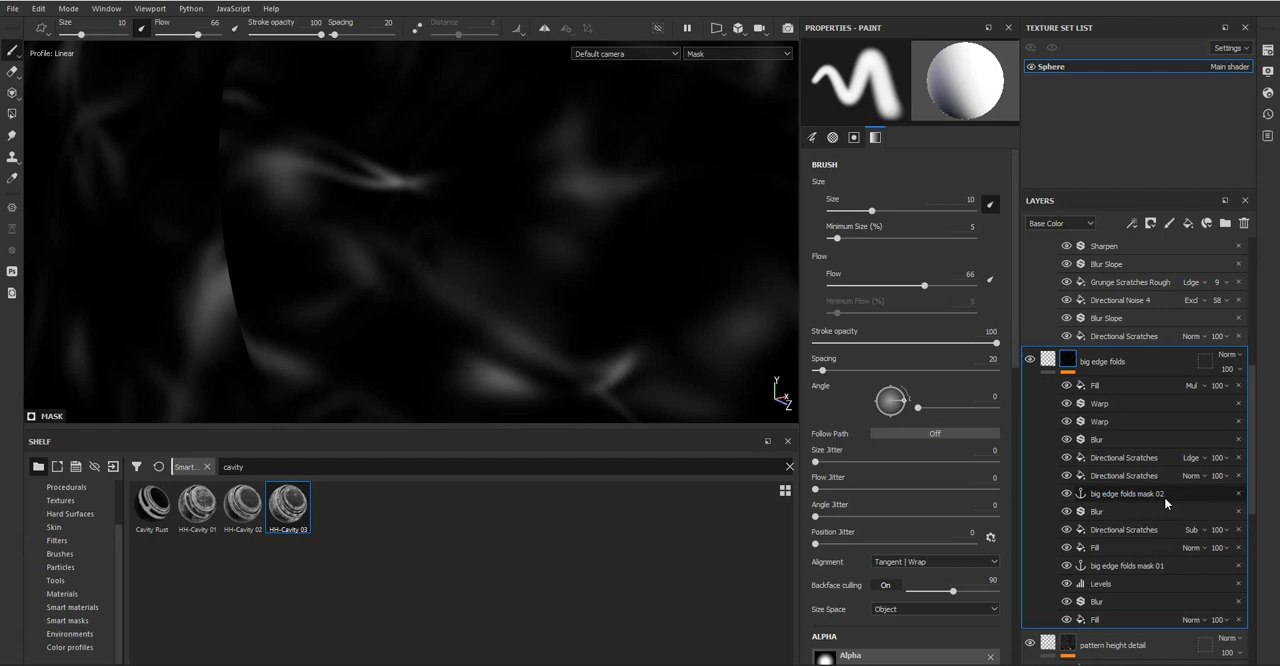 File Edit Mode Window Viewport Python JavaScript Help
Size 10 Flow 66 Stroke opacity 100 Spacing 20 Distance 8
Profile: Linear
Default camera Mask
Y
X
Z
MASK
SHELF
Smart... cavity
Procedurals
Textures
Hard Surfaces
Skin
Filters
Brushes
Particles
Tools
Materials
Smart materials
Smart masks
Environments
Color profiles
Cavity Rust HH-Cavity 01 HH-Cavity 02 HH-Cavity 03
PROPERTIES - PAINT
BRUSH
Size
Size 10
Minimum Size (%) 5
Flow
Flow 66
Minimum Flow (%) 5
Stroke opacity 100
Spacing 20
Angle
0
Follow Path Off
Size Jitter 0
Flow Jitter 0
Angle Jitter 0
Position Jitter 0
Alignment Tangent | Wrap
Backface culling On 90
Size Space Object
ALPHA
Alpha
TEXTURE SET LIST
Settings
Sphere Main shader
LAYERS
Base Color
Sharpen
Blur Slope
Grunge Scratches Rough Ldge 9
Directional Noise 4 Excl 58
Blur Slope
Directional Scratches Norm 100
big edge folds Norm 100
Fill Mul 100
Warp
Warp
Blur
Directional Scratches Ldge 100
Directional Scratches Norm 100
big edge folds mask 02
Blur
Directional Scratches Sub 100
Fill Norm 100
big edge folds mask 01
Levels
Blur
Fill Norm 100
pattern height detail Norm 100